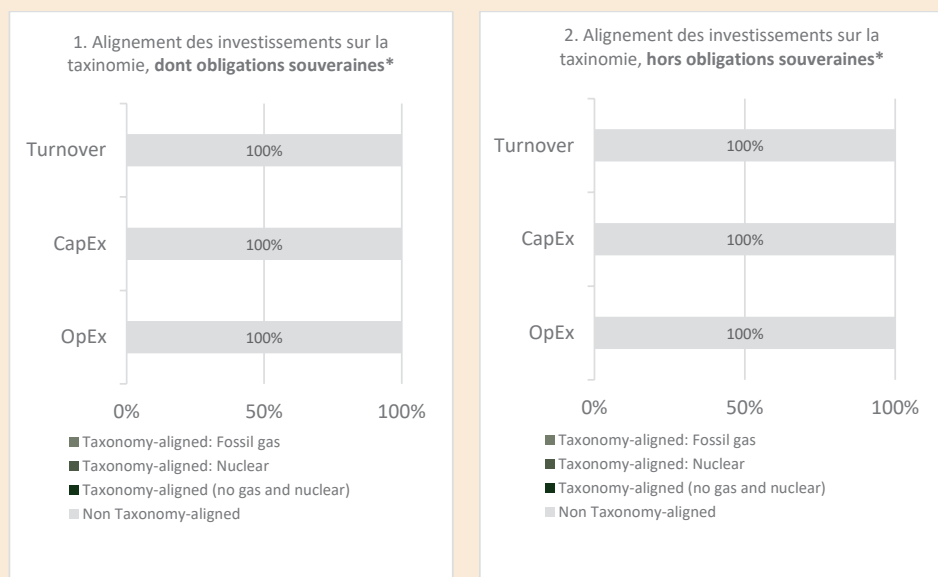 1. Alignement des investissements sur la
taxinomie, dont obligations souveraines*
Turnover
100%
CapEx
100%
OpEx
100%
0%
50%
100%
Taxonomy-aligned: Fossil gas
Taxonomy-aligned: Nuclear
Taxonomy-aligned (no gas and nuclear)
Non Taxonomy-aligned
2. Alignement des investissements sur la
taxinomie, hors obligations souveraines*
Turnover
100%
CapEx
100%
OpEx
100%
0%
50%
100%
Taxonomy-aligned: Fossil gas
Taxonomy-aligned: Nuclear
Taxonomy-aligned (no gas and nuclear)
Non Taxonomy-aligned